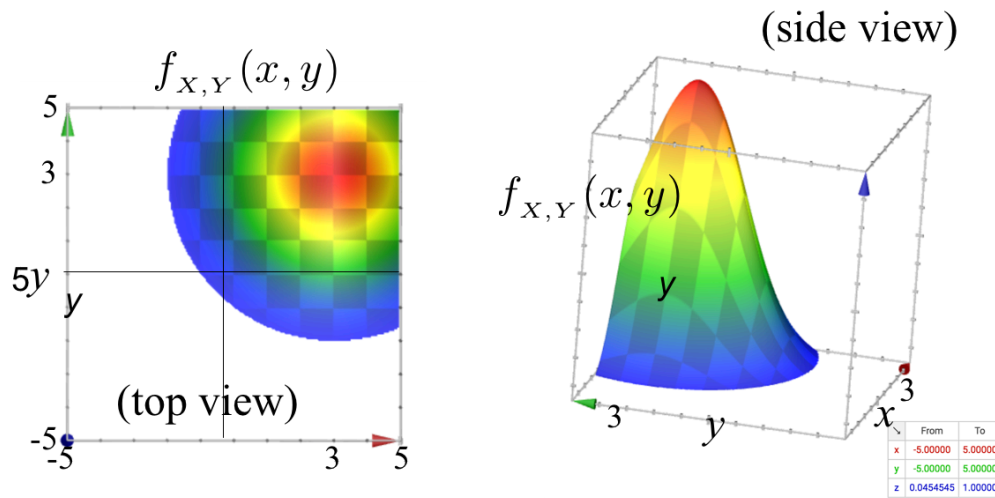 (side view)
f_{X,Y}(x, y)
5
3
5y
y
(top view)
-5
-5
3
5
f_{X,Y}(x, y)
y
3
y
x
3
From To
x -5.00000 5.00000
y -5.00000 5.00000
z 0.0454545 1.00000